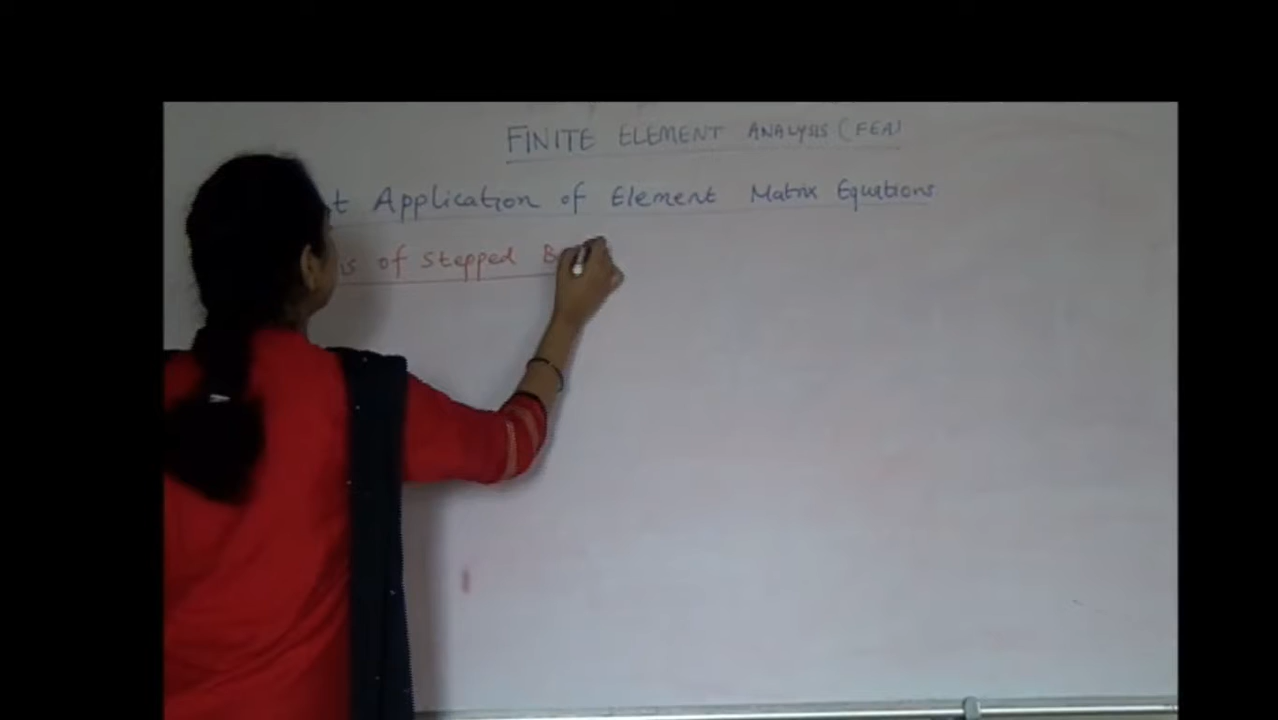 FINITE ELEMENT ANALYSIS (FEA)
Application of Element Matrix Equations
of stepped